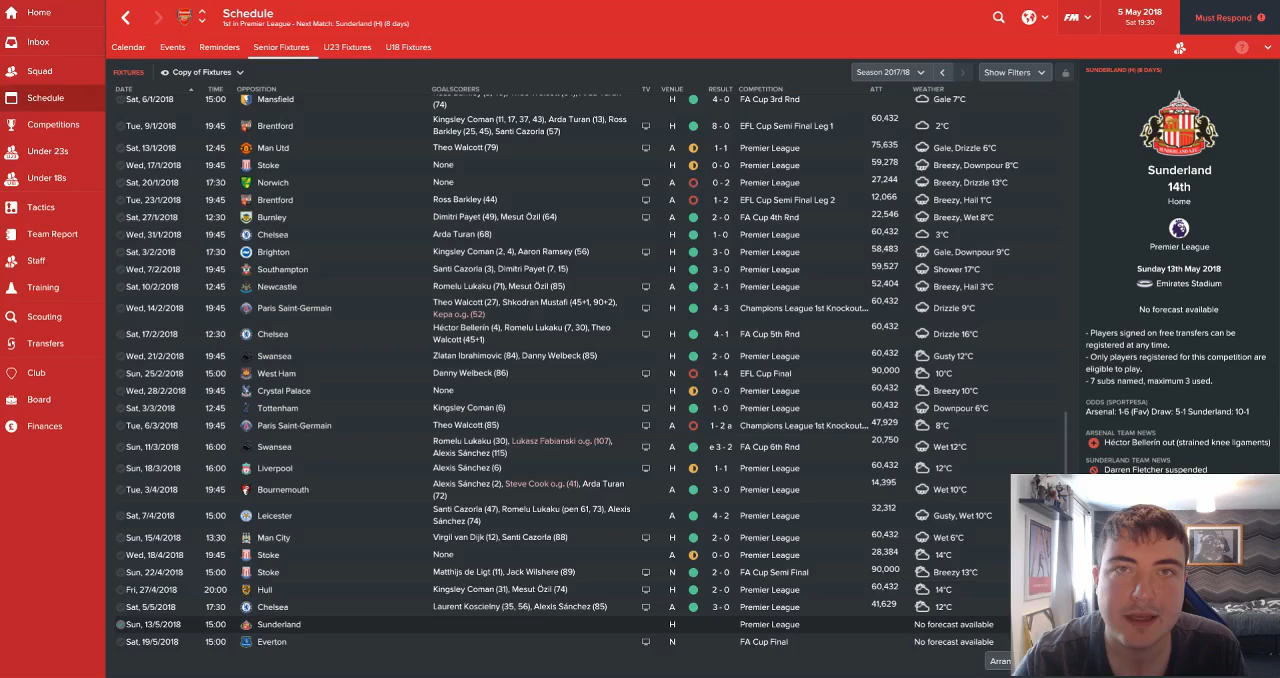 Home
Inbox
Squad
Schedule
Competitions
Under 23s
Under 18s
Tactics
Team Report
Staff
Training
Scouting
Transfers
Club
Board
Finances
Schedule
1st in Premier League - Next Match: Sunderland (H) (8 days)
FM
5 May 2018
Sat 19:30
Must Respond
Calendar Events Reminders Senior Fixtures U23 Fixtures U18 Fixtures
FIXTURES Copy of Fixtures Season 2017/18 Show Filters
DATE TIME OPPOSITION GOALSCORERS TV VENUE RESULT COMPETITION ATT WEATHER
Sat, 6/1/2018 15:00 Mansfield (74) H 4 - 0 FA Cup 3rd Rnd Gale 7°C
Tue, 9/1/2018 19:45 Brentford Kingsley Coman (11, 17, 37, 43), Arda Turan (13), Ross Barkley (25, 45), Santi Cazorla (57) H 8 - 0 EFL Cup Semi Final Leg 1 60,432 2°C
Sat, 13/1/2018 12:45 Man Utd Theo Walcott (79) A 1 - 1 Premier League 75,635 Gale, Drizzle 6°C
Wed, 17/1/2018 19:45 Stoke None H 0 - 0 Premier League 59,278 Breezy, Downpour 8°C
Sat, 20/1/2018 17:30 Norwich None A 0 - 2 Premier League 27,244 Breezy, Drizzle 13°C
Tue, 23/1/2018 19:45 Brentford Ross Barkley (44) A 1 - 2 EFL Cup Semi Final Leg 2 12,066 Breezy, Hail 1°C
Sat, 27/1/2018 12:30 Burnley Dimitri Payet (49), Mesut Özil (64) A 2 - 0 FA Cup 4th Rnd 22,546 Breezy, Wet 8°C
Wed, 31/1/2018 19:45 Chelsea Arda Turan (68) H 1 - 0 Premier League 60,432 3°C
Sat, 3/2/2018 17:30 Brighton Kingsley Coman (2, 4), Aaron Ramsey (56) H 3 - 0 Premier League 58,483 Gale, Downpour 9°C
Wed, 7/2/2018 19:45 Southampton Santi Cazorla (3), Dimitri Payet (7, 15) H 3 - 0 Premier League 59,527 Shower 17°C
Sat, 10/2/2018 12:45 Newcastle Romelu Lukaku (71), Mesut Özil (85) A 2 - 1 Premier League 52,404 Breezy, Hail 3°C
Wed, 14/2/2018 19:45 Paris Saint-Germain Theo Walcott (27), Shkodran Mustafi (45+1, 90+2), Kepa o.g. (52) H 4 - 3 Champions League 1st Knockout... 60,432 Drizzle 9°C
Sat, 17/2/2018 12:30 Chelsea Héctor Bellerín (4), Romelu Lukaku (7, 30), Theo Walcott (45+1) H 4 - 1 FA Cup 5th Rnd 60,432 Drizzle 16°C
Wed, 21/2/2018 19:45 Swansea Zlatan Ibrahimovic (84), Danny Welbeck (85) H 2 - 0 Premier League 60,432 Gusty 12°C
Sun, 25/2/2018 15:00 West Ham Danny Welbeck (86) N 1 - 4 EFL Cup Final 90,000 10°C
Wed, 28/2/2018 19:45 Crystal Palace None H 0 - 0 Premier League 60,432 Breezy 10°C
Sat, 3/3/2018 12:45 Tottenham Kingsley Coman (6) H 1 - 0 Premier League 60,432 Downpour 6°C
Tue, 6/3/2018 19:45 Paris Saint-Germain Theo Walcott (85) A 1 - 2 a Champions League 1st Knockout... 47,929 8°C
Sun, 11/3/2018 16:00 Swansea Romelu Lukaku (30), Lukasz Fabianski o.g. (107), Alexis Sánchez (115) A e 3 - 2 FA Cup 6th Rnd 20,750 Wet 12°C
Sun, 18/3/2018 16:00 Liverpool Alexis Sánchez (6) H 1 - 1 Premier League 60,432 12°C
Tue, 3/4/2018 19:45 Bournemouth Alexis Sánchez (2), Steve Cook o.g. (41), Arda Turan (72) A 3 - 0 Premier League 14,395 Wet 10°C
Sat, 7/4/2018 15:00 Leicester Santi Cazorla (47), Romelu Lukaku (pen 61, 73), Alexis Sánchez (74) A 4 - 2 Premier League 32,312 Gusty, Wet 10°C
Sun, 15/4/2018 13:30 Man City Virgil van Dijk (12), Santi Cazorla (88) H 2 - 0 Premier League 60,432 Wet 6°C
Wed, 18/4/2018 19:45 Stoke None A 0 - 0 Premier League 28,384 14°C
Sun, 22/4/2018 15:00 Stoke Matthijs de Ligt (11), Jack Wilshere (89) N 2 - 0 FA Cup Semi Final 90,000 Breezy 13°C
Fri, 27/4/2018 20:00 Hull Kingsley Coman (31), Mesut Özil (74) H 2 - 0 Premier League 60,432 14°C
Sat, 5/5/2018 17:30 Chelsea Laurent Koscielny (35, 56), Alexis Sánchez (85) A 3 - 0 Premier League 41,629 12°C
Sun, 13/5/2018 15:00 Sunderland H Premier League No forecast available
Sat, 19/5/2018 15:00 Everton N FA Cup Final No forecast available
Arran
SUNDERLAND (H) (8 DAYS)
Sunderland
14th
Home
Premier League
Sunday 13th May 2018
Emirates Stadium
No forecast available
- Players signed on free transfers can be
registered at any time.
- Only players registered for this competition are
eligible to play.
- 7 subs named, maximum 3 used.
ODDS (SPORTPESA)
Arsenal: 1-6 (Fav) Draw: 5-1 Sunderland: 10-1
ARSENAL TEAM NEWS
Héctor Bellerín out (strained knee ligaments)
SUNDERLAND TEAM NEWS
Darren Fletcher suspended